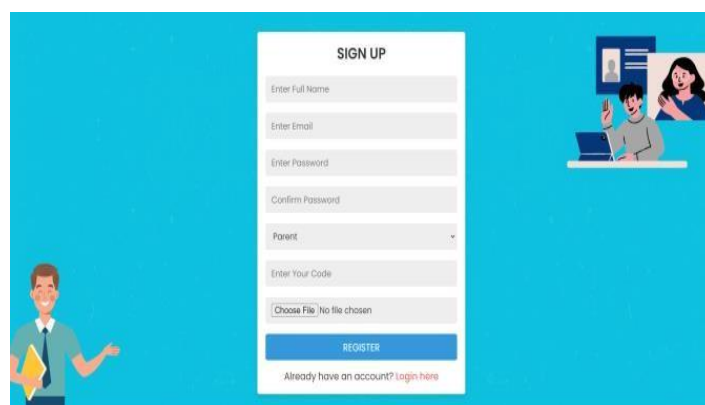 SIGN UP
Enter Full Name
Enter Email
Enter Password
Confirm Password
Parent
Enter Your Code
Choose File No file chosen
REGISTER
Already have an account? Login here